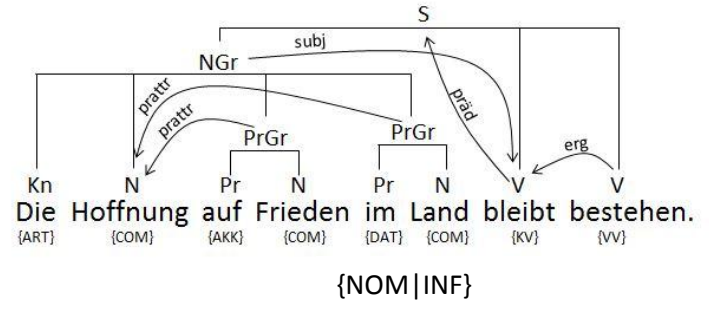 S
subj
NGr
prattr
präd
prattr
PrGr
PrGr
erg
Kn N Pr N Pr N V V
Die Hoffnung auf Frieden im Land bleibt bestehen.
{ART} {COM} {AKK} {COM} {DAT} {COM} {KV} {VV}
{NOM|INF}